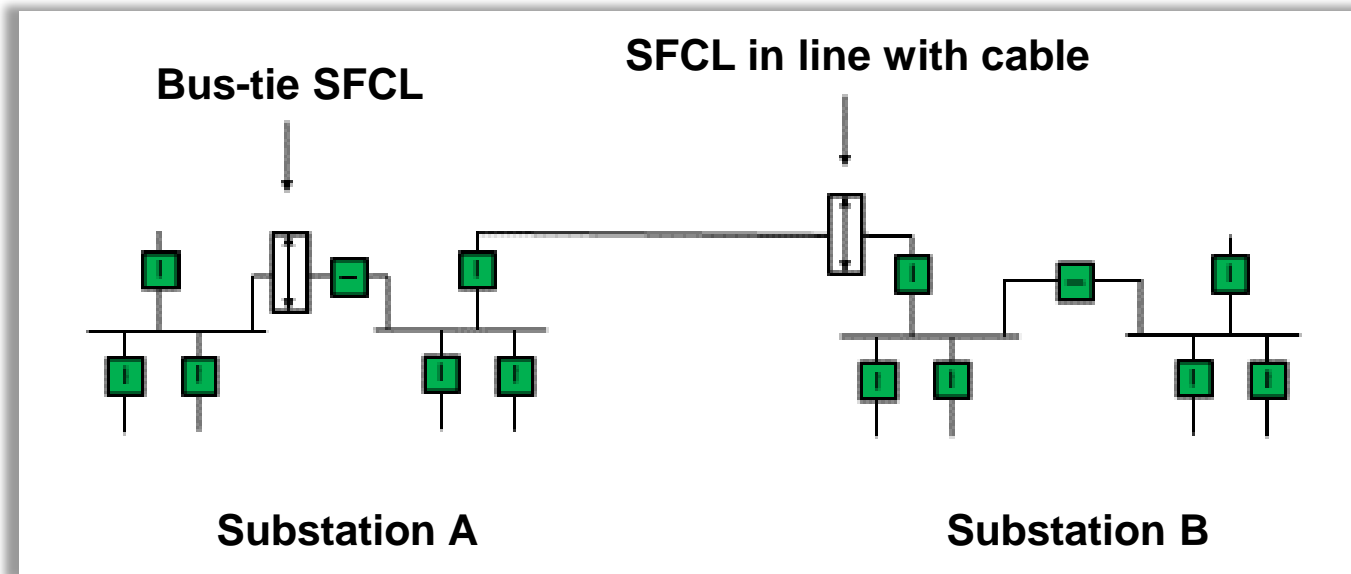 SFCL in line with cable
Bus-tie SFCL
Substation A
Substation B